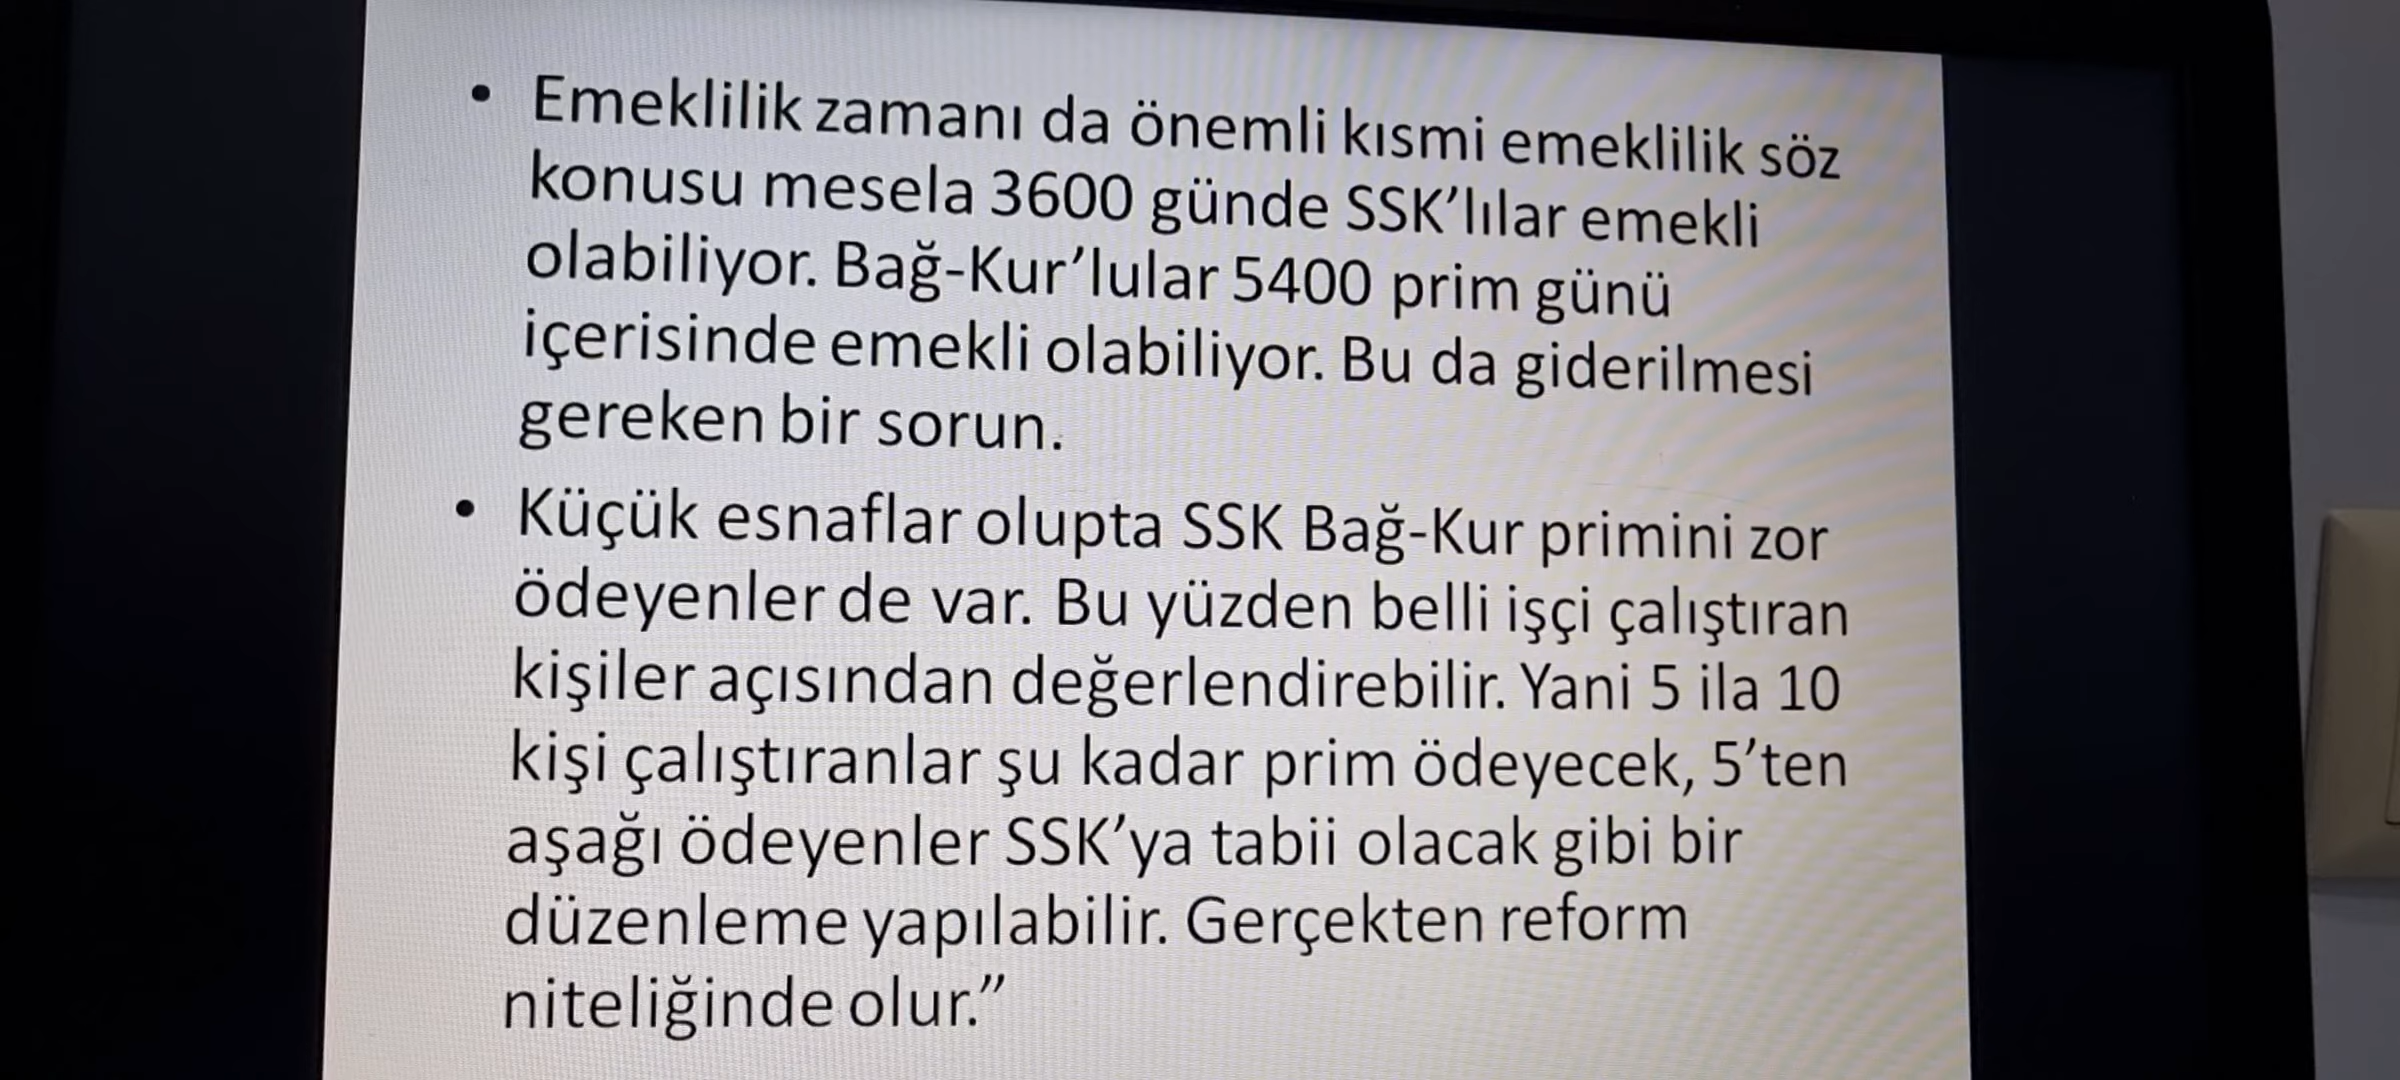 • Emeklilik zamanı da önemli kısmi emeklilik söz
konusu mesela 3600 günde SSK’lılar emekli
olabiliyor. Bağ-Kur’lular 5400 prim günü
içerisinde emekli olabiliyor. Bu da giderilmesi
gereken bir sorun.
• Küçük esnaflar olupta SSK Bağ-Kur primini zor
ödeyenler de var. Bu yüzden belli işçi çalıştıran
kişiler açısından değerlendirebilir. Yani 5 ila 10
kişi çalıştıranlar şu kadar prim ödeyecek, 5’ten
aşağı ödeyenler SSK’ya tabii olacak gibi bir
düzenleme yapılabilir. Gerçekten reform
niteliğinde olur.”